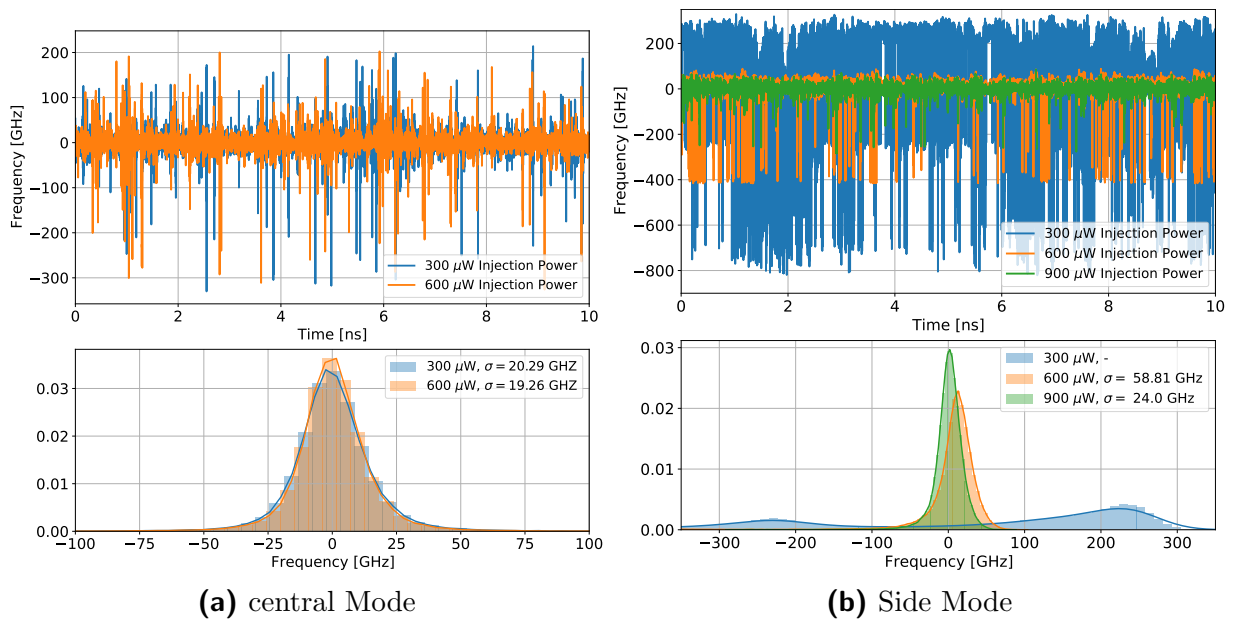 200
100
0
−100
−200
−300
Frequency [GHz]
300 μW Injection Power
600 μW Injection Power
0 2 4 6 8 10
Time [ns]
0.03
0.02
0.01
0.00
300 μW, σ = 20.29 GHZ
600 μW, σ = 19.26 GHZ
−100 −75 −50 −25 0 25 50 75 100
Frequency [GHz]
(a) central Mode
200
0
−200
−400
−600
−800
Frequency [GHz]
300 μW Injection Power
600 μW Injection Power
900 μW Injection Power
0 2 4 6 8 10
Time [ns]
0.03
0.02
0.01
0.00
300 μW, -
600 μW, σ = 58.81 GHz
900 μW, σ = 24.0 GHz
−300 −200 −100 0 100 200 300
Frequency [GHz]
(b) Side Mode